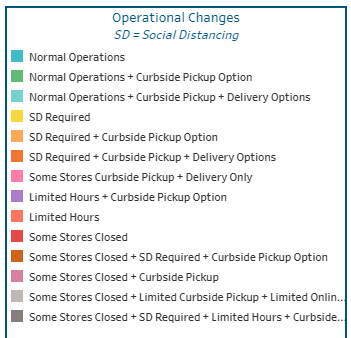 Operational Changes
SD = Social Distancing
Normal Operations
Normal Operations + Curbside Pickup Option
Normal Operations + Curbside Pickup + Delivery Options
SD Required
SD Required + Curbside Pickup Option
SD Required + Curbside Pickup + Delivery Options
Some Stores Curbside Pickup + Delivery Only
Limited Hours + Curbside Pickup Option
Limited Hours
Some Stores Closed
Some Stores Closed + SD Required + Curbside Pickup Option
Some Stores Closed + Curbside Pickup
Some Stores Closed + Limited Curbside Pickup + Limited Onlin...
Some Stores Closed + SD Required + Limited Hours + Curbside...